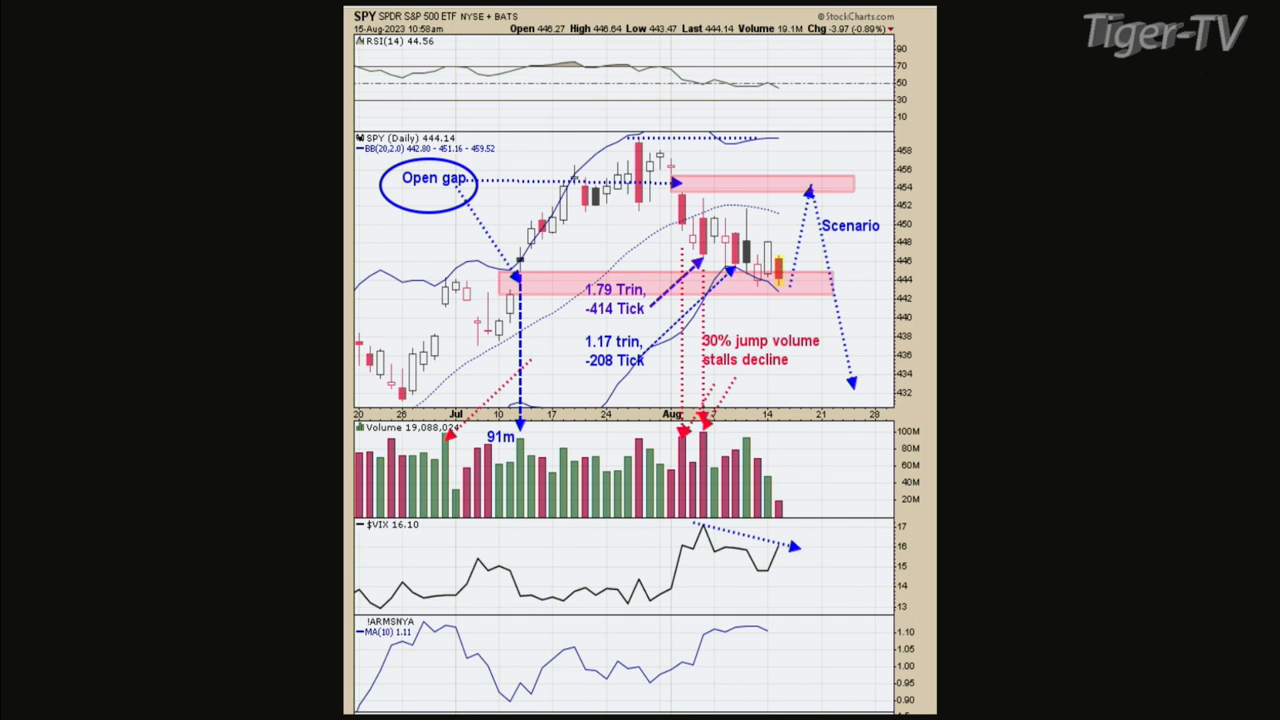 Tiger-TV
SPY SPDR S&P 500 ETF NYSE + BATS
© StockCharts.com
15-Aug-2023 10:58am
Open 446.27 High 446.64 Low 443.47 Last 444.14 Volume 19.1M Chg -3.97 (-0.89%)
RSI(14) 44.56
90
70
50
30
10
SPY (Daily) 444.14
BB(20,2.0) 442.80 - 451.16 - 459.52
458
456
454
452
450
448
446
444
442
440
438
436
434
432
Open gap
Scenario
1.79 Trin,
-414 Tick
1.17 trin,
-208 Tick
30% jump volume
stalls decline
20 26 Jul 10 17 24 Aug 7 14 21 28
Volume 19,088,024
91m
100M
80M
60M
40M
20M
$VIX 16.10
17
16
15
14
13
!ARMSNYA
MA(10) 1.11
1.10
1.05
1.00
0.95
0.90